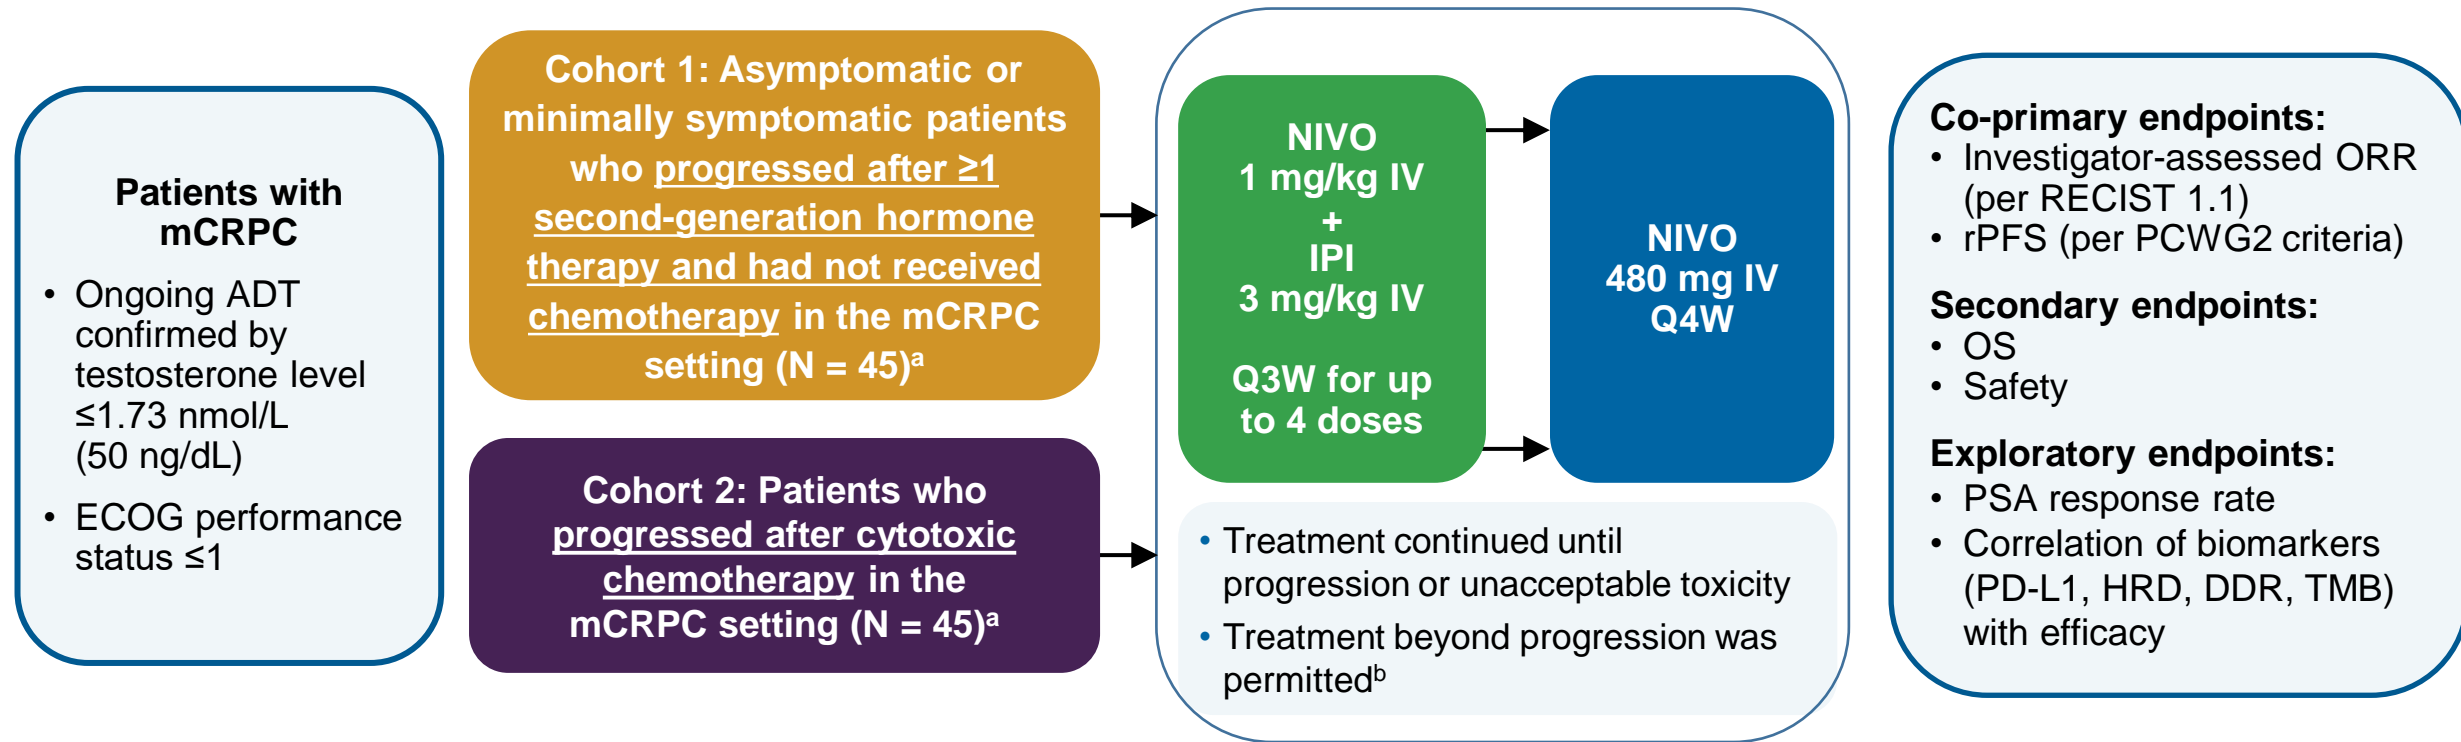 Patients with
mCRPC
• Ongoing ADT
confirmed by
testosterone level
≤1.73 nmol/L
(50 ng/dL)
• ECOG performance
status ≤1
Cohort 1: Asymptomatic or
minimally symptomatic patients
who progressed after ≥1
second-generation hormone
therapy and had not received
chemotherapy in the mCRPC
setting (N = 45)ᵃ
Cohort 2: Patients who
progressed after cytotoxic
chemotherapy in the
mCRPC setting (N = 45)ᵃ
NIVO
1 mg/kg IV
+
IPI
3 mg/kg IV
Q3W for up
to 4 doses
NIVO
480 mg IV
Q4W
• Treatment continued until
progression or unacceptable toxicity
• Treatment beyond progression was
permittedᵇ
Co-primary endpoints:
• Investigator-assessed ORR
(per RECIST 1.1)
• rPFS (per PCWG2 criteria)
Secondary endpoints:
• OS
• Safety
Exploratory endpoints:
• PSA response rate
• Correlation of biomarkers
(PD-L1, HRD, DDR, TMB)
with efficacy